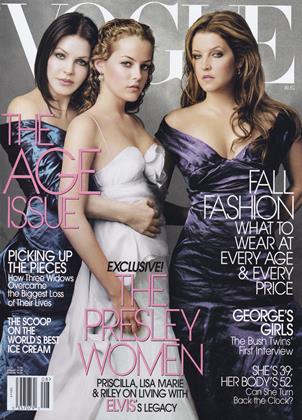 VOGUE
AUG
THE
AGE
ISSUE
PICKING UP
THE PIECES
How Three Widows
Overcame
the Biggest Loss
of Their Lives
THE SCOOP
ON THE
WORLD'S BEST
ICE CREAM
EXCLUSIVE!
THE
PRESLEY
WOMEN
PRISCILLA, LISA MARIE
& RILEY ON LIVING WITH
ELVIS'S LEGACY
FALL
FASHION
WHAT TO
WEAR AT
EVERY AGE
& EVERY
PRICE
GEORGE'S
GIRLS
The Bush Twins'
First Interview
SHE'S 39;
HER BODY'S 52.
Can She Turn
Back the Clock?